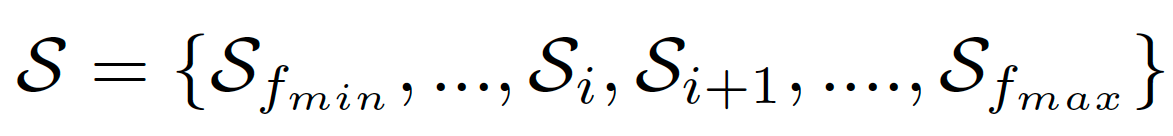 𝒮 = {𝒮_{f_{min}}, ..., 𝒮_i, 𝒮_{i+1}, ...., 𝒮_{f_{max}}}